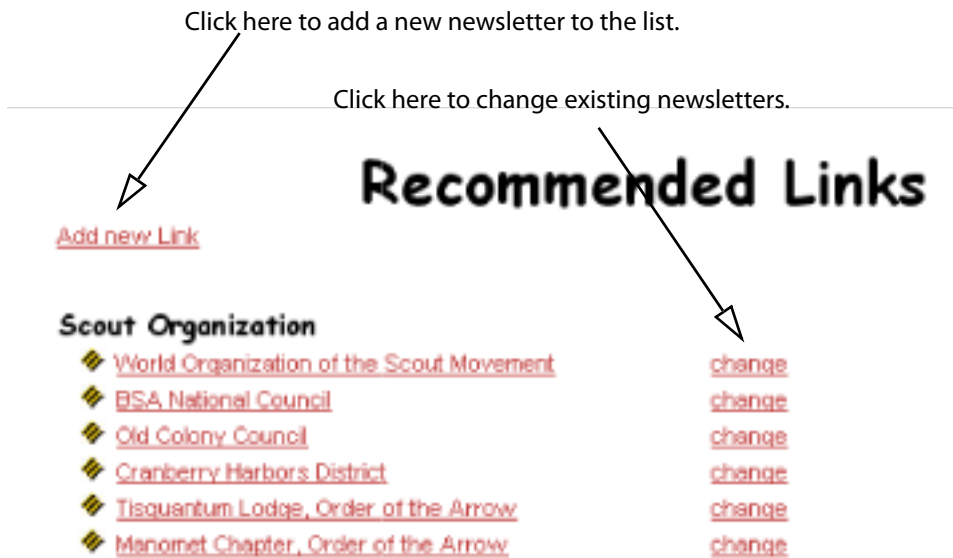 Click here to add a new newsletter to the list.
Click here to change existing newsletters.
Recommended Links
Add new Link
Scout Organization
World Organization of the Scout Movement change
BSA National Council change
Old Colony Council change
Cranberry Harbors District change
Tisquantum Lodge, Order of the Arrow change
Manomet Chapter, Order of the Arrow change